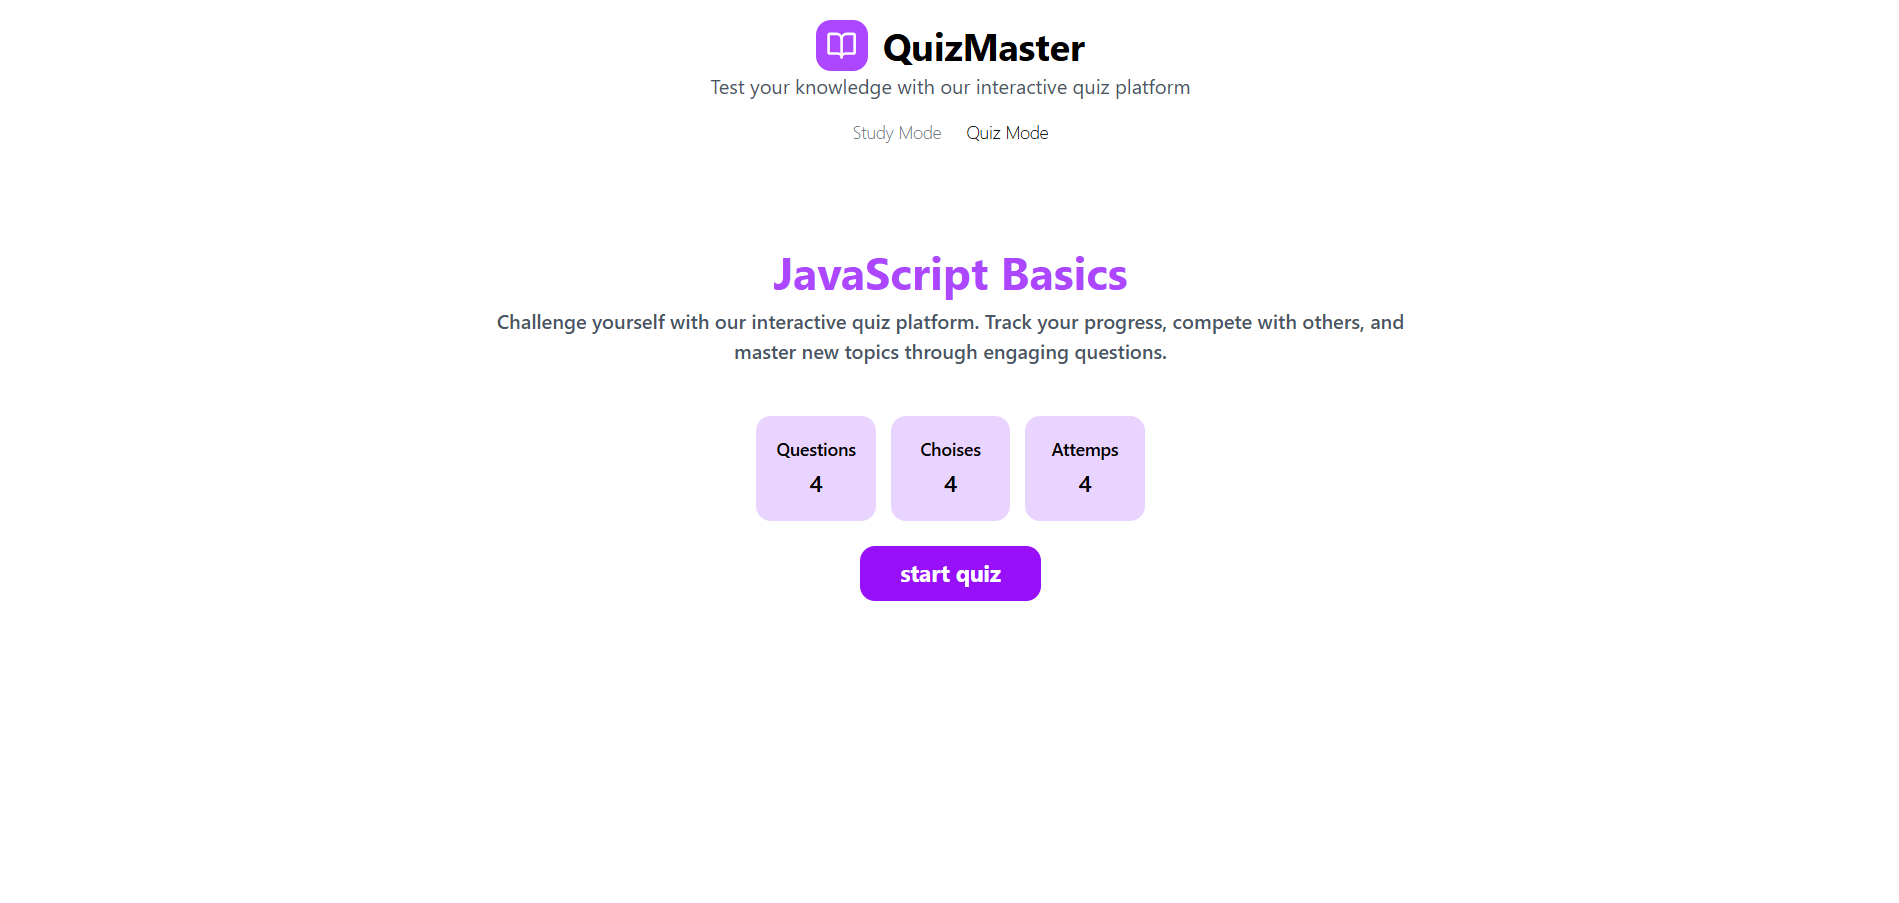 QuizMaster
Test your knowledge with our interactive quiz platform
Study Mode Quiz Mode
JavaScript Basics
Challenge yourself with our interactive quiz platform. Track your progress, compete with others, and
master new topics through engaging questions.
Questions Choises Attemps
4 4 4
start quiz